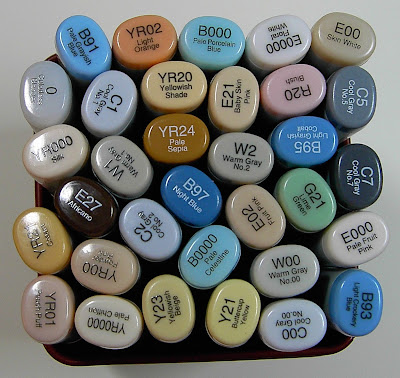 B91
Pale Grayish
Blue
YR02
Light
Orange
B000
Pale Porcelain
Blue
E0000
Floral
White
E00
Skin White
0
Colorless
Blender
C1
Cool Gray
No.1
YR20
Yellowish
Shade
E21
Baby Skin
Pink
R20
Blush
C5
Cool Gray
No.5
YR000
Silk
W1
Warm Gray
No.1
YR24
Pale
Sepia
W2
Warm Gray
No.2
B95
Light Grayish
Cobalt
C7
Cool Gray
No.7
E27
Africano
C2
Cool Gray
No.2
B97
Night Blue
E02
Fruit Pink
G21
Lime
Green
E000
Pale Fruit
Pink
YR00
B0000
Pale
Celestine
W00
Warm Gray
No.00
YR01
YR0000
Pale Chiffon
Y23
Yellowish
Beige
Y21
Buttercup
Yellow
C00
Cool Gray
No.00
B93
Light Crockery
Blue